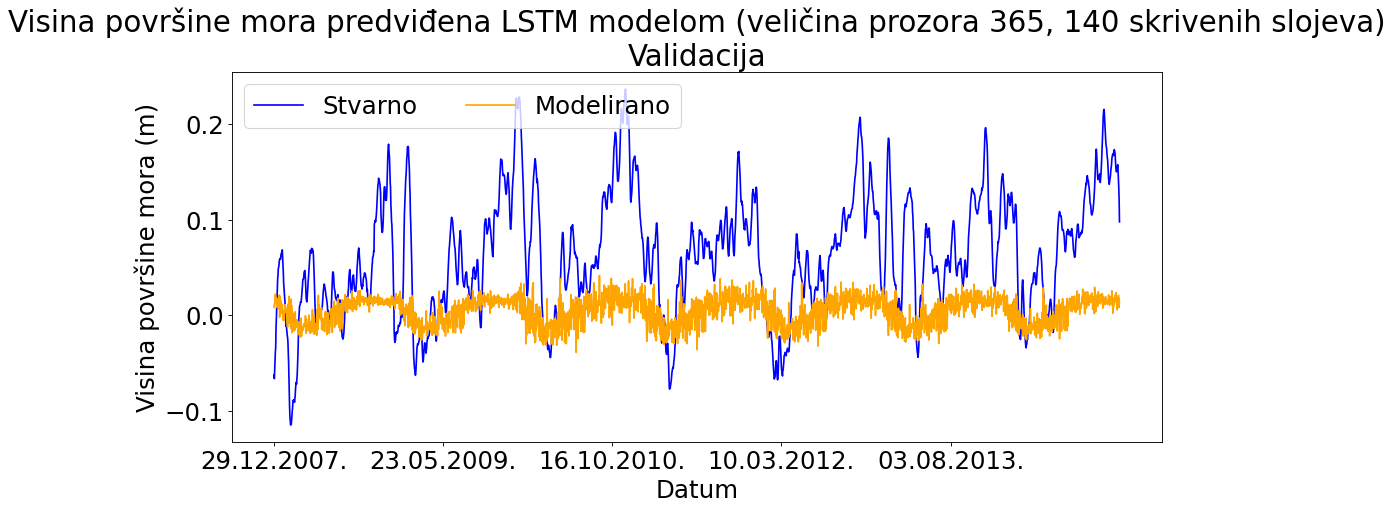 Visina površine mora predviđena LSTM modelom (veličina prozora 365, 140 skrivenih slojeva)
Validacija
Stvarno Modelirano
Visina površine mora (m)
0.2
0.1
0.0
−0.1
29.12.2007. 23.05.2009. 16.10.2010. 10.03.2012. 03.08.2013.
Datum